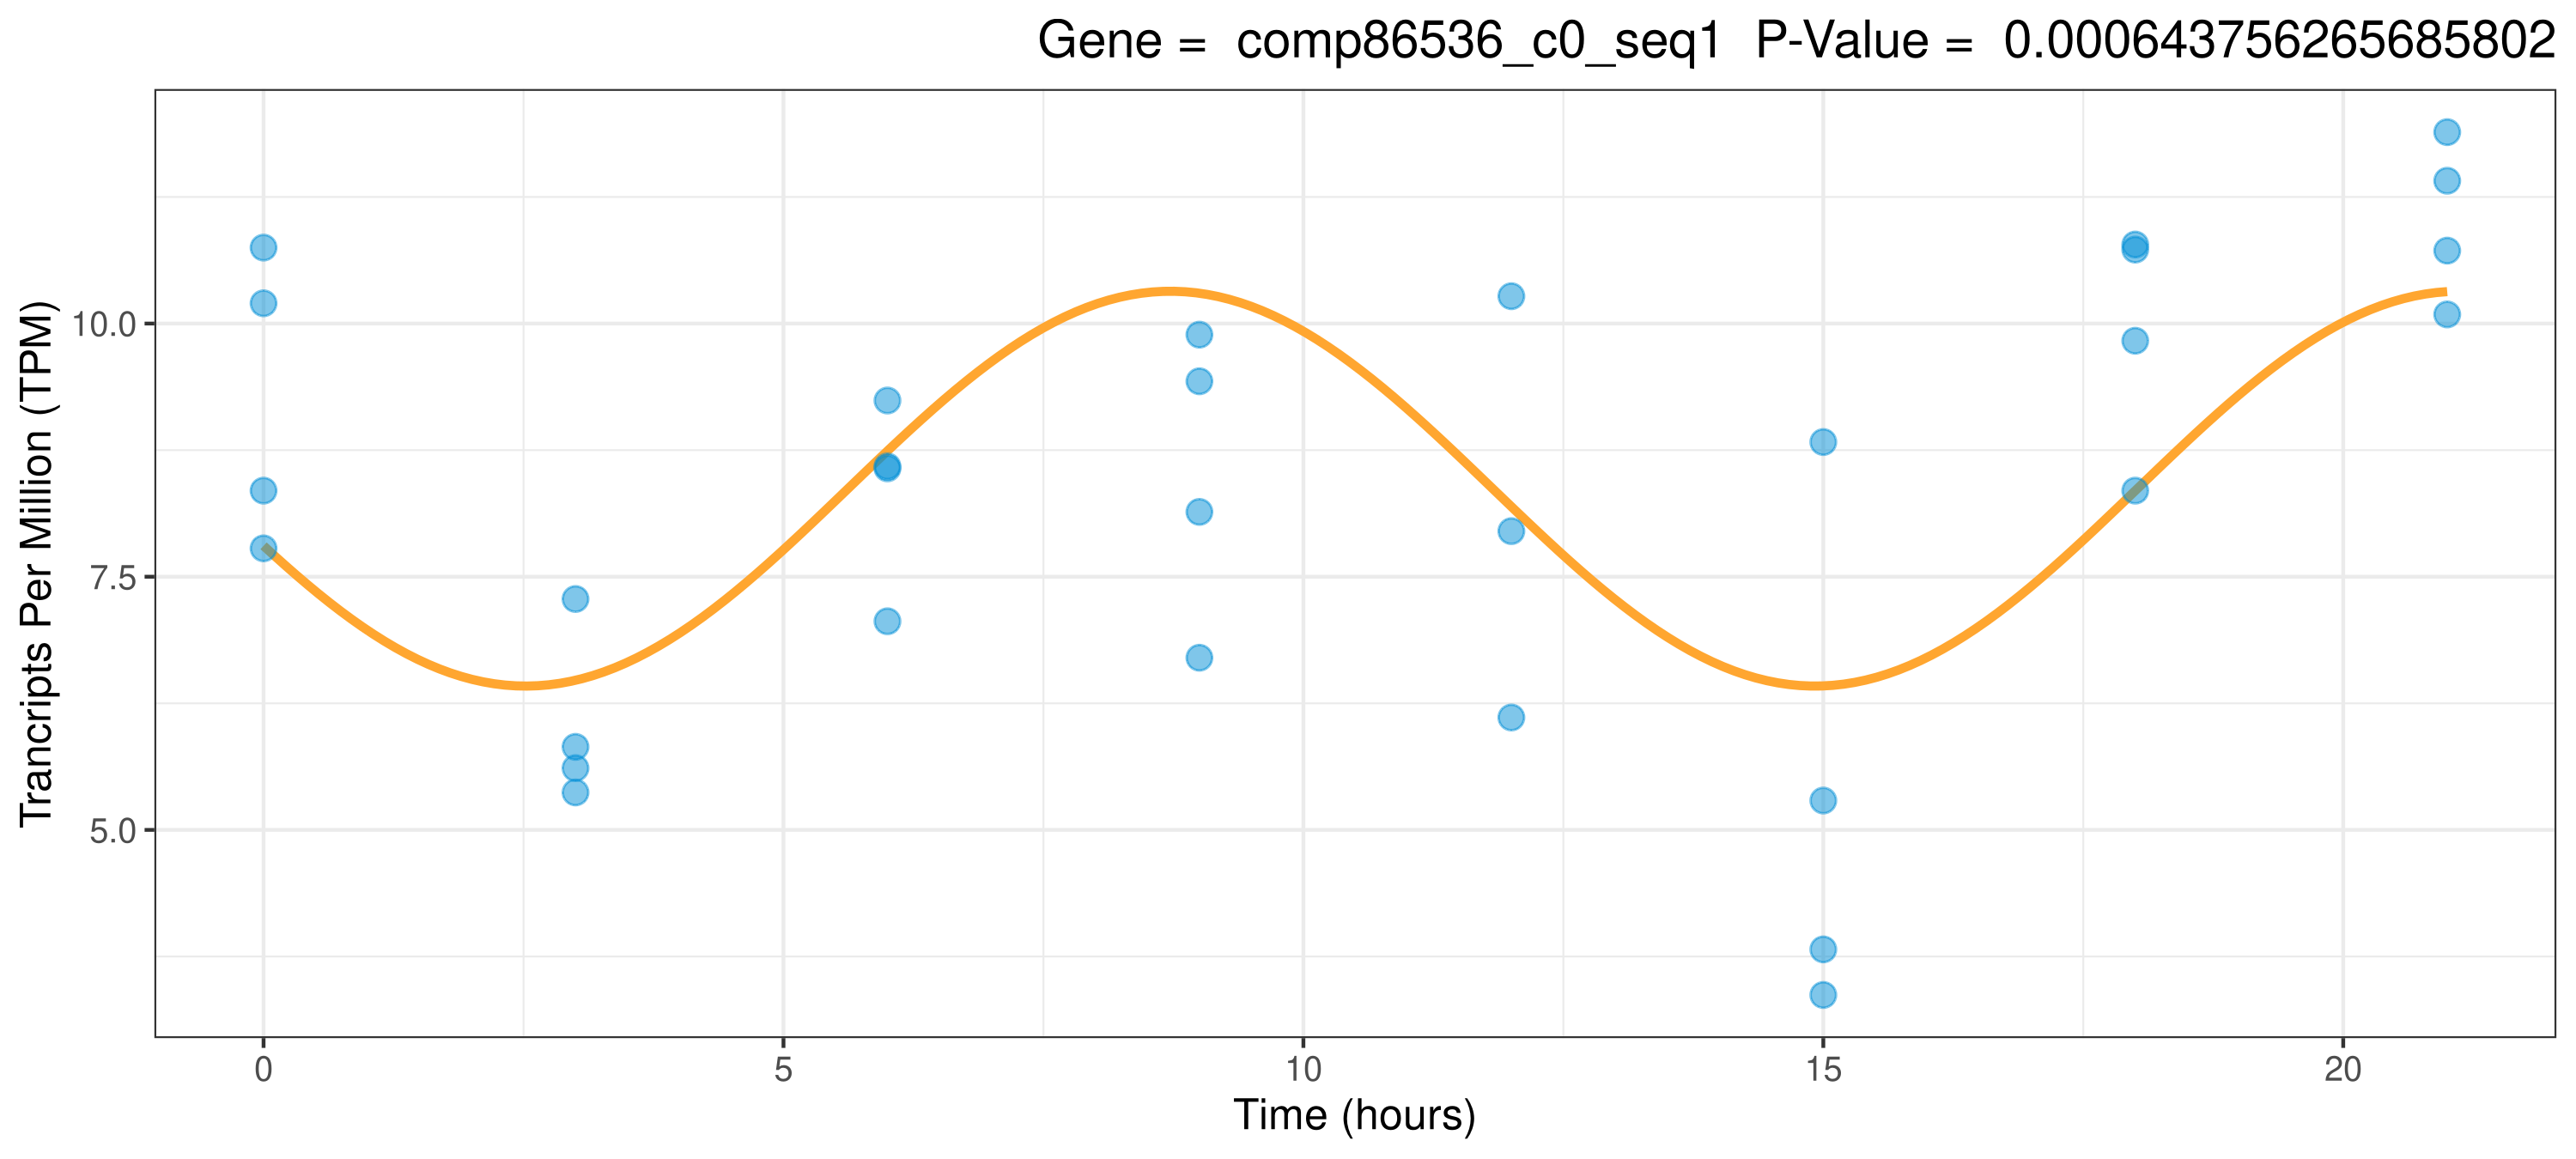 Gene =  comp86536_c0_seq1  P-Value =  0.000643756265685802
Trancripts Per Million (TPM)
10.0
7.5
5.0
0 5 10 15 20
Time (hours)